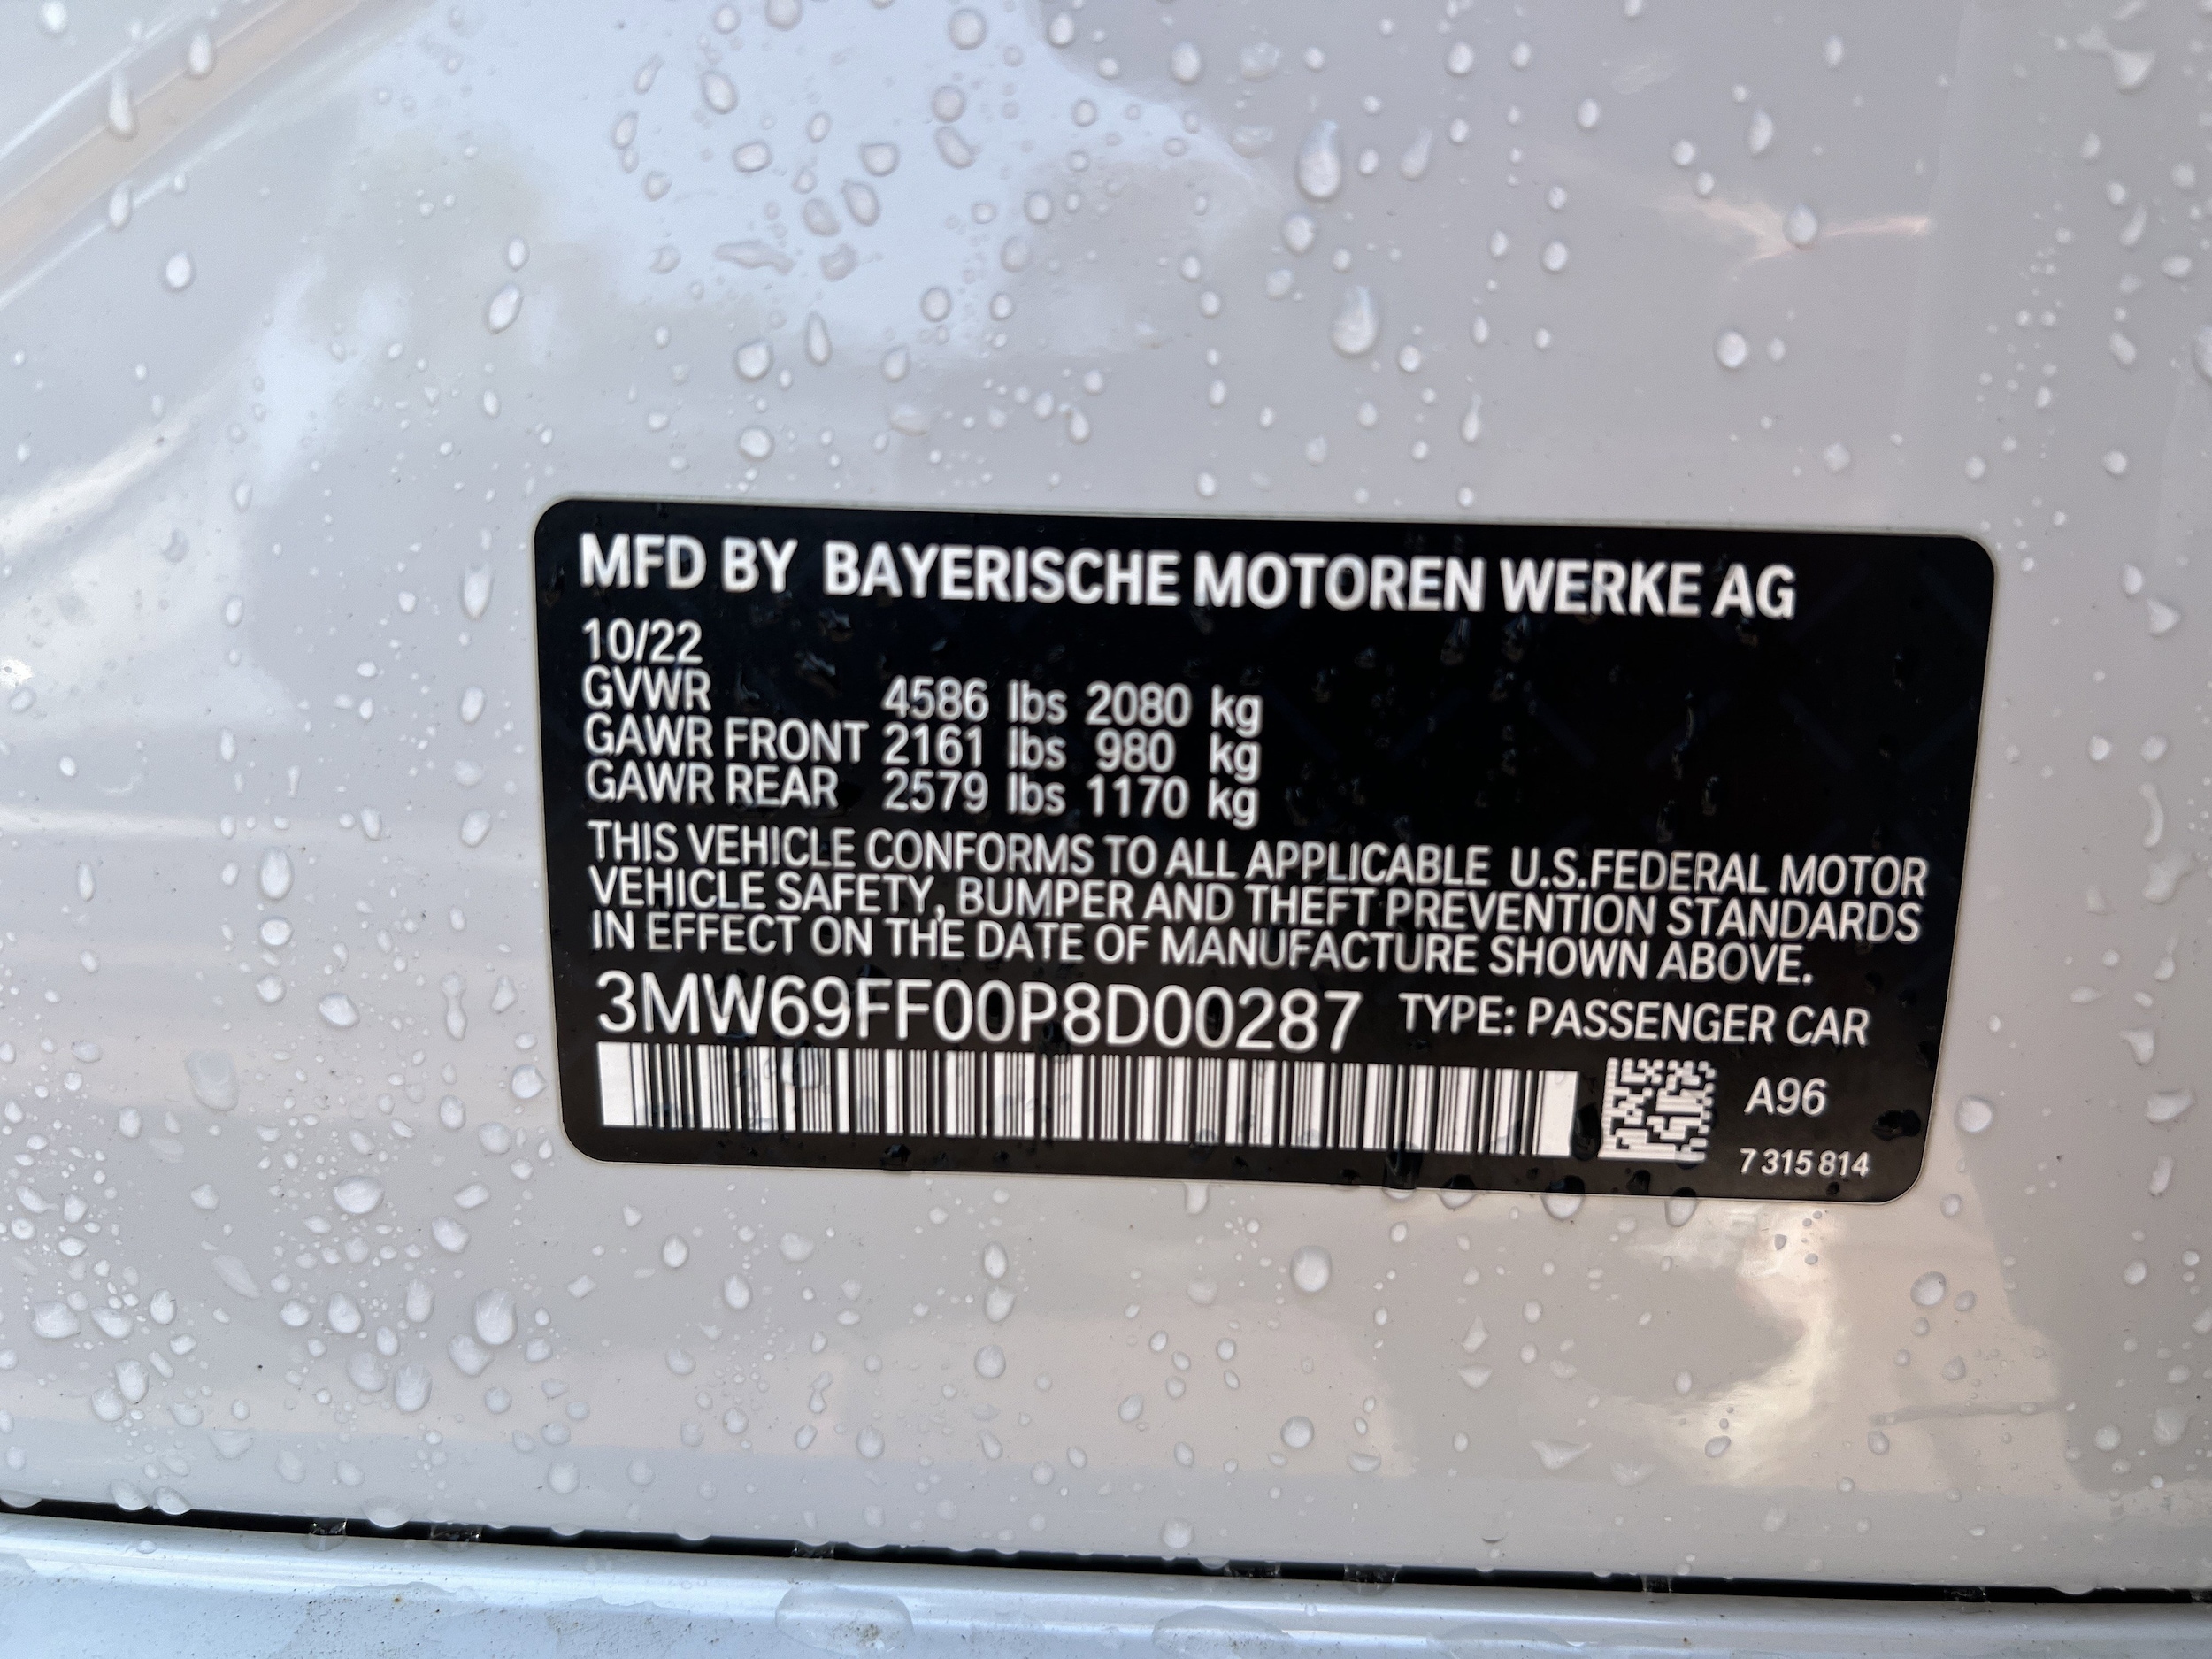 MFD BY BAYERISCHE MOTOREN WERKE AG
10/22
GVWR 4586 lbs 2080 kg
GAWR FRONT 2161 lbs 980 kg
GAWR REAR 2579 lbs 1170 kg
THIS VEHICLE CONFORMS TO ALL APPLICABLE U.S.FEDERAL MOTOR
VEHICLE SAFETY, BUMPER AND THEFT PREVENTION STANDARDS
IN EFFECT ON THE DATE OF MANUFACTURE SHOWN ABOVE.
3MW69FF00P8D00287 TYPE: PASSENGER CAR
A96
7 315 814